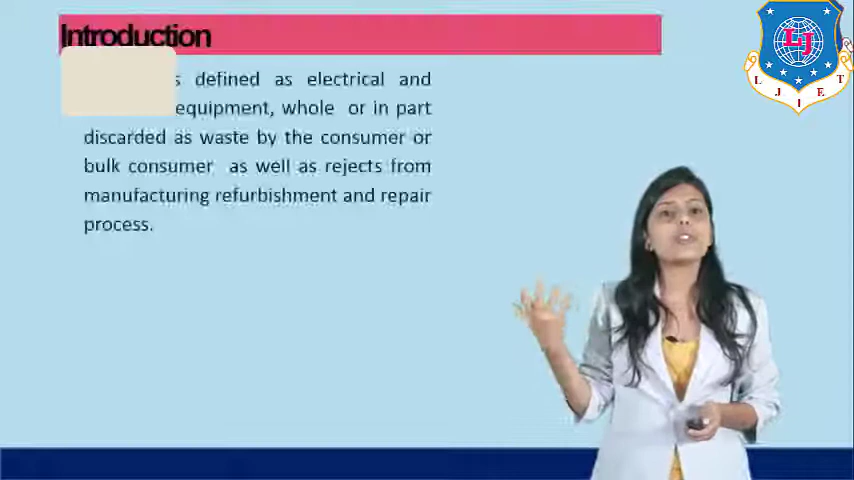 Introduction
s defined as electrical and
equipment, whole or in part
discarded as waste by the consumer or
bulk consumer as well as rejects from
manufacturing refurbishment and repair
process.
LJ
L J I E T